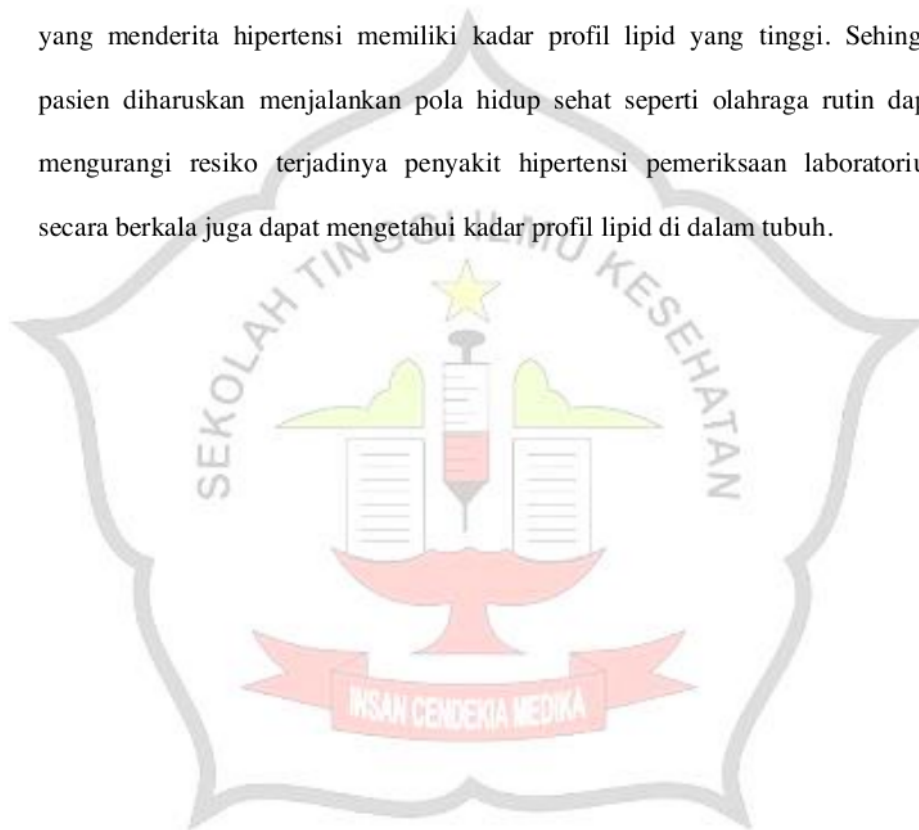 yang menderita hipertensi memiliki kadar profil lipid yang tinggi. Sehing
pasien diharuskan menjalankan pola hidup sehat seperti olahraga rutin dap
mengurangi resiko terjadinya penyakit hipertensi pemeriksaan laboratoriu
secara berkala juga dapat mengetahui kadar profil lipid di dalam tubuh.
SEKOLAH TINGGI ILMU KESEHATAN
INSAN CENDEKIA MEDIKA